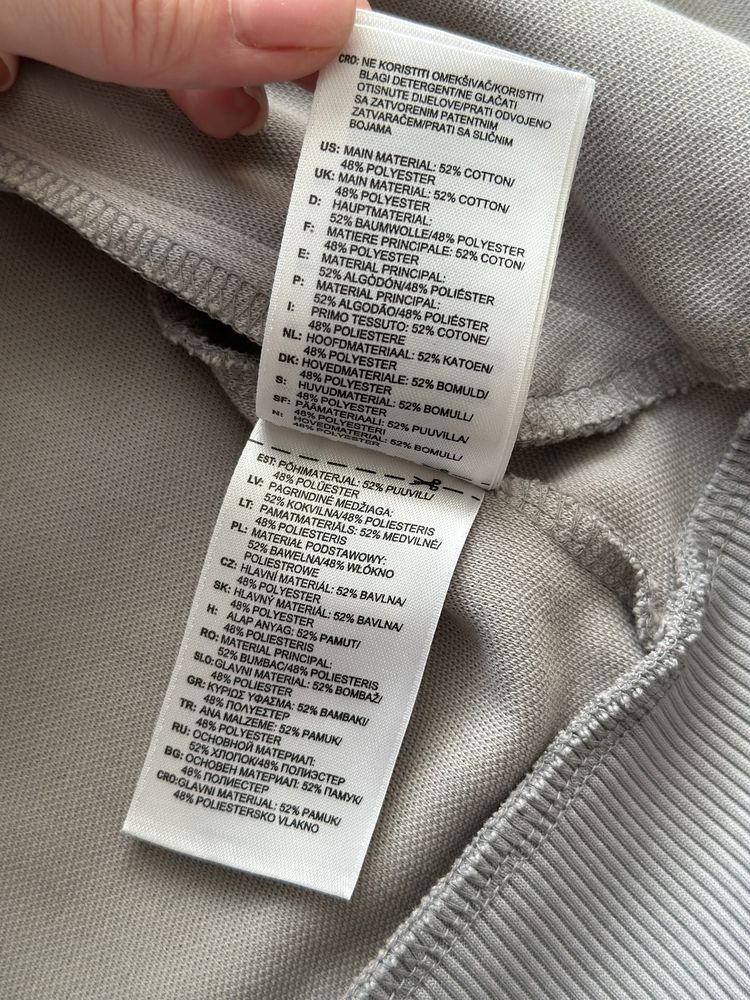 CRO: NE KORISTITI OMEKŠIVAČ/KORISTITI
BLAGI DETERGENT/NE GLAČATI
OTISNUTE DIJELOVE/PRATI ODVOJENO
SA ZATVORENIM PATENTNIM
ZATVARAČEM/PRATI SA SLIČNIM
BOJAMA
US: MAIN MATERIAL: 52% COTTON/
48% POLYESTER
UK: MAIN MATERIAL: 52% COTTON/
48% POLYESTER
D: HAUPTMATERIAL:
52% BAUMWOLLE/48% POLYESTER
F: MATIERE PRINCIPALE: 52% COTON/
48% POLYESTER
E: MATERIAL PRINCIPAL:
52% ALGODÓN/48% POLIÉSTER
P: MATERIAL PRINCIPAL:
52% ALGODÃO/48% POLIÉSTER
I: PRIMO TESSUTO: 52% COTONE/
48% POLIESTERE
NL: HOOFDMATERIAAL: 52% KATOEN/
48% POLYESTER
DK: HOVEDMATERIALE: 52% BOMULD/
48% POLYESTER
S: HUVUDMATERIAL: 52% BOMULL/
48% POLYESTER
SF: PÄÄMATERIAALI: 52% PUUVILLA/
48% POLYESTERI
N: HOVEDMATERIAL: 52% BOMULL/
48% POLYESTER
EST: PÕHIMATERJAL: 52% PUUVILL/
48% POLÜESTER
LV: PAGRINDINĖ MEDŽIAGA:
52% KOKVILNA/48% POLIESTERIS
LT: PAMATMATERIĀLS: 52% MEDVILNĖ/
48% POLIESTERIS
PL: MATERIAŁ PODSTAWOWY:
52% BAWEŁNA/48% WŁÓKNO
POLIESTROWE
CZ: HLAVNÍ MATERIÁL: 52% BAVLNA/
48% POLYESTER
SK: HLAVNÝ MATERIÁL: 52% BAVLNA/
48% POLYESTER
H: ALAP ANYAG: 52% PAMUT/
48% POLIESTERIS
RO: MATERIAL PRINCIPAL:
52% BUMBAC/48% POLIESTERIS
SLO: GLAVNI MATERIAL: 52% BOMBAŽ/
48% POLIESTER
GR: ΚΥΡΙΩΣ ΥΦΑΣΜΑ: 52% BAMBAKI/
48% ΠΟΛΥΕΣΤΕΡ
TR: ANA MALZEME: 52% PAMUK/
48% POLYESTER
RU: ОСНОВНОЙ МАТЕРИАЛ:
52% ХЛОПОК/48% ПОЛИЭСТЕР
BG: ОСНОВЕН МАТЕРИАЛ: 52% ПАМУК/
48% ПОЛИЕСТЕР
CRO: GLAVNI MATERIJAL: 52% PAMUK/
48% POLIESTERSKO VLAKNO